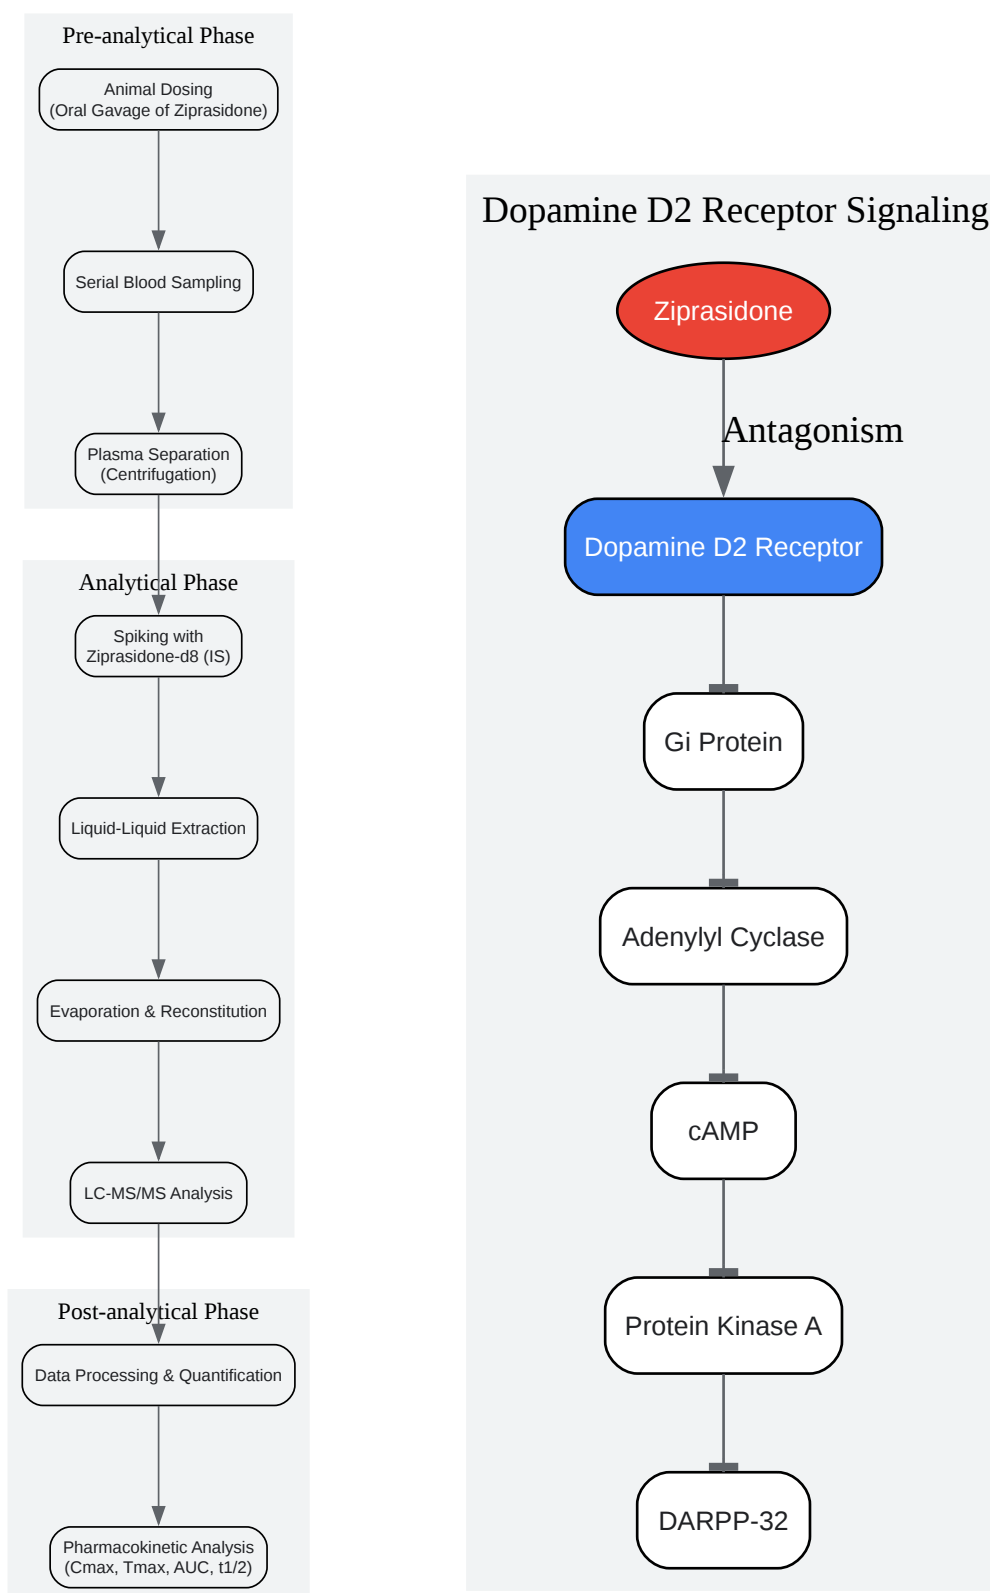 Pre-analytical Phase
Animal Dosing
(Oral Gavage of Ziprasidone)
Serial Blood Sampling
Plasma Separation
(Centrifugation)
Analytical Phase
Spiking with
Ziprasidone-d8 (IS)
Liquid-Liquid Extraction
Evaporation & Reconstitution
LC-MS/MS Analysis
Post-analytical Phase
Data Processing & Quantification
Pharmacokinetic Analysis
(Cmax, Tmax, AUC, t1/2)
Dopamine D2 Receptor Signaling
Ziprasidone
Antagonism
Dopamine D2 Receptor
Gi Protein
Adenylyl Cyclase
cAMP
Protein Kinase A
DARPP-32